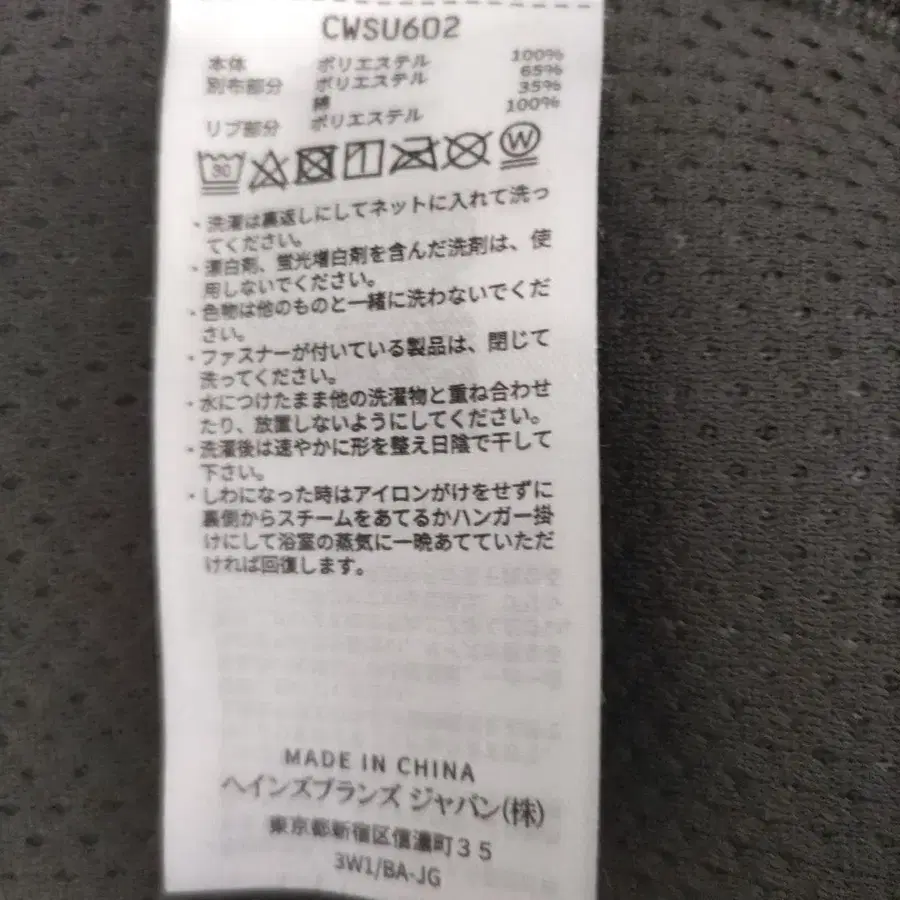 CWSU602
本体 ポリエステル 100%
別布部分 ポリエステル 65%
綿 35%
リブ部分 ポリエステル 100%
30
W
・洗濯は裏返しにしてネットに入れて洗っ
てください。
・漂白剤、蛍光増白剤を含んだ洗剤は、使
用しないでください。
・色物は他のものと一緒に洗わないでくだ
さい。
・ファスナーが付いている製品は、閉じて
洗ってください。
・水につけたまま他の洗濯物と重ね合わせ
たり、放置しないようにしてください。
・洗濯後は速やかに形を整え日陰で干して
下さい。
・しわになった時はアイロンがけをせずに
裏側からスチームをあてるかハンガー掛
けにして浴室の蒸気に一晩あてていただ
ければ回復します。
MADE IN CHINA
ヘインズブランズ ジャパン(株)
東京都新宿区信濃町35
3W1/BA-JG